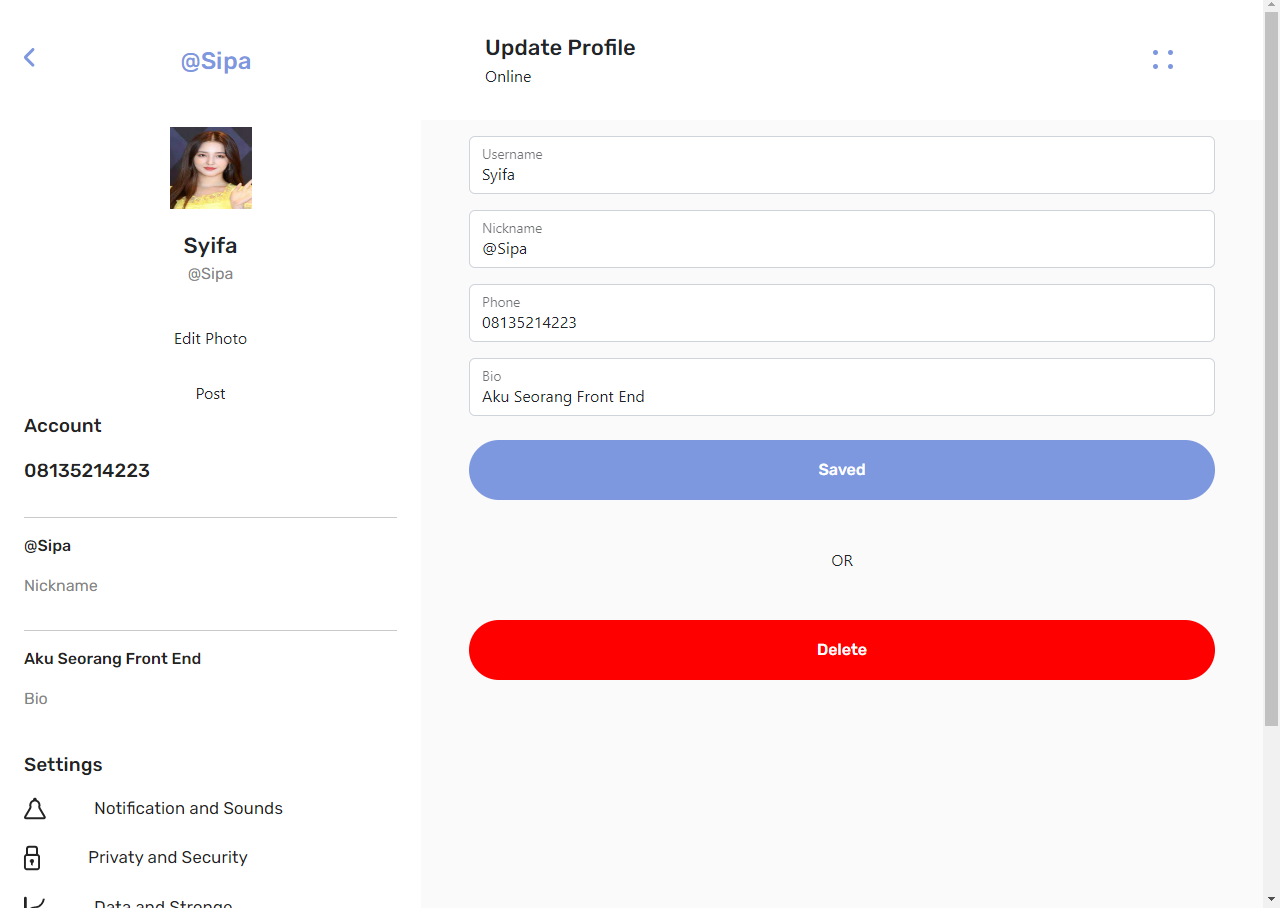 @Sipa
Syifa
@Sipa
Edit Photo
Post
Account
08135214223
@Sipa
Nickname
Aku Seorang Front End
Bio
Settings
Notification and Sounds
Privaty and Security
Data and Stronge
Update Profile
Online
Username
Syifa
Nickname
@Sipa
Phone
08135214223
Bio
Aku Seorang Front End
Saved
OR
Delete